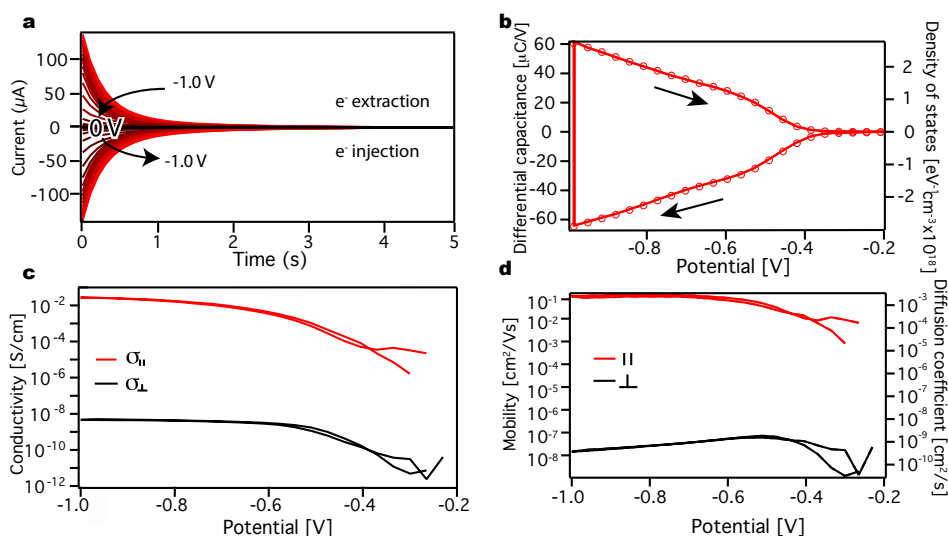 a
Current (µA)
100
50
0
-50
-100
-1.0 V
0 V
-1.0 V
e⁻ extraction
e⁻ injection
0
1
2
3
4
5
Time (s)
b
Differential capacitance [µC/V]
60
40
20
0
-20
-40
-60
2
1
0
-1
-2
Density of states [eV⁻¹cm⁻³x10¹⁸]
-0.8
-0.6
-0.4
-0.2
Potential [V]
c
Conductivity [S/cm]
10⁻²
10⁻⁴
10⁻⁶
10⁻⁸
10⁻¹⁰
10⁻¹²
σ∥
σ⊥
-1.0
-0.8
-0.6
-0.4
-0.2
Potential [V]
d
Mobility [cm²/Vs]
10⁻¹
10⁻²
10⁻³
10⁻⁴
10⁻⁵
10⁻⁶
10⁻⁷
10⁻⁸
II
⊥
10⁻³
10⁻⁴
10⁻⁵
10⁻⁶
10⁻⁷
10⁻⁸
10⁻⁹
10⁻¹⁰
Diffusion coefficient [cm²/s]
-1.0
-0.8
-0.6
-0.4
-0.2
Potential [V]